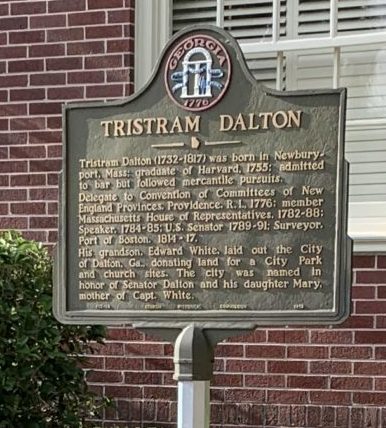 GEORGIA
1776
TRISTRAM DALTON
Tristram Dalton (1732-1817) was born in Newbury-
port, Mass; graduate of Harvard, 1755; admitted
to bar but followed mercantile pursuits.
Delegate to Convention of Committees of New
England Provinces, Providence, R. I., 1776; member
Massachusetts House of Representatives, 1782-88;
Speaker, 1784-85; U.S. Senator 1789-91; Surveyor,
Port of Boston, 1814-17.
His grandson, Edward White, laid out the City
of Dalton, Ga., donating land for a City Park
and church sites. The city was named in
honor of Senator Dalton and his daughter Mary,
mother of Capt. White.
GEORGIA HISTORICAL COMMISSION